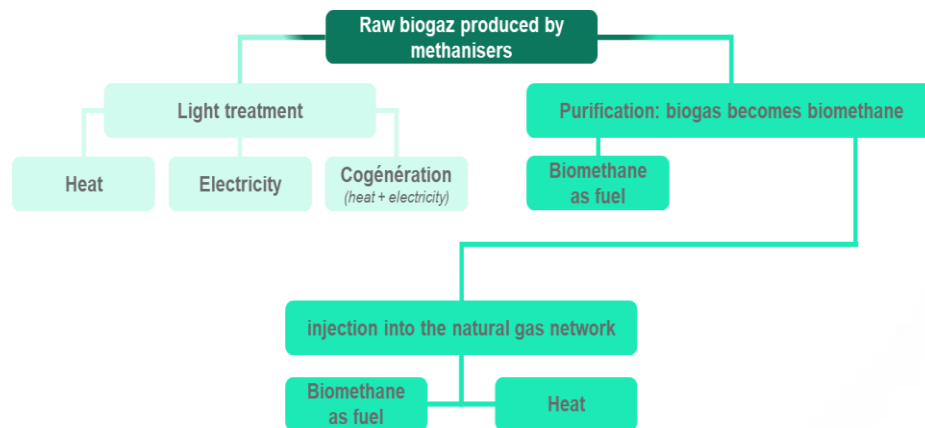 Raw biogaz produced by
methanisers
Light treatment
Purification: biogas becomes biomethane
Heat
Electricity
Cogénération
(heat + electricity)
Biomethane
as fuel
injection into the natural gas network
Biomethane
as fuel
Heat